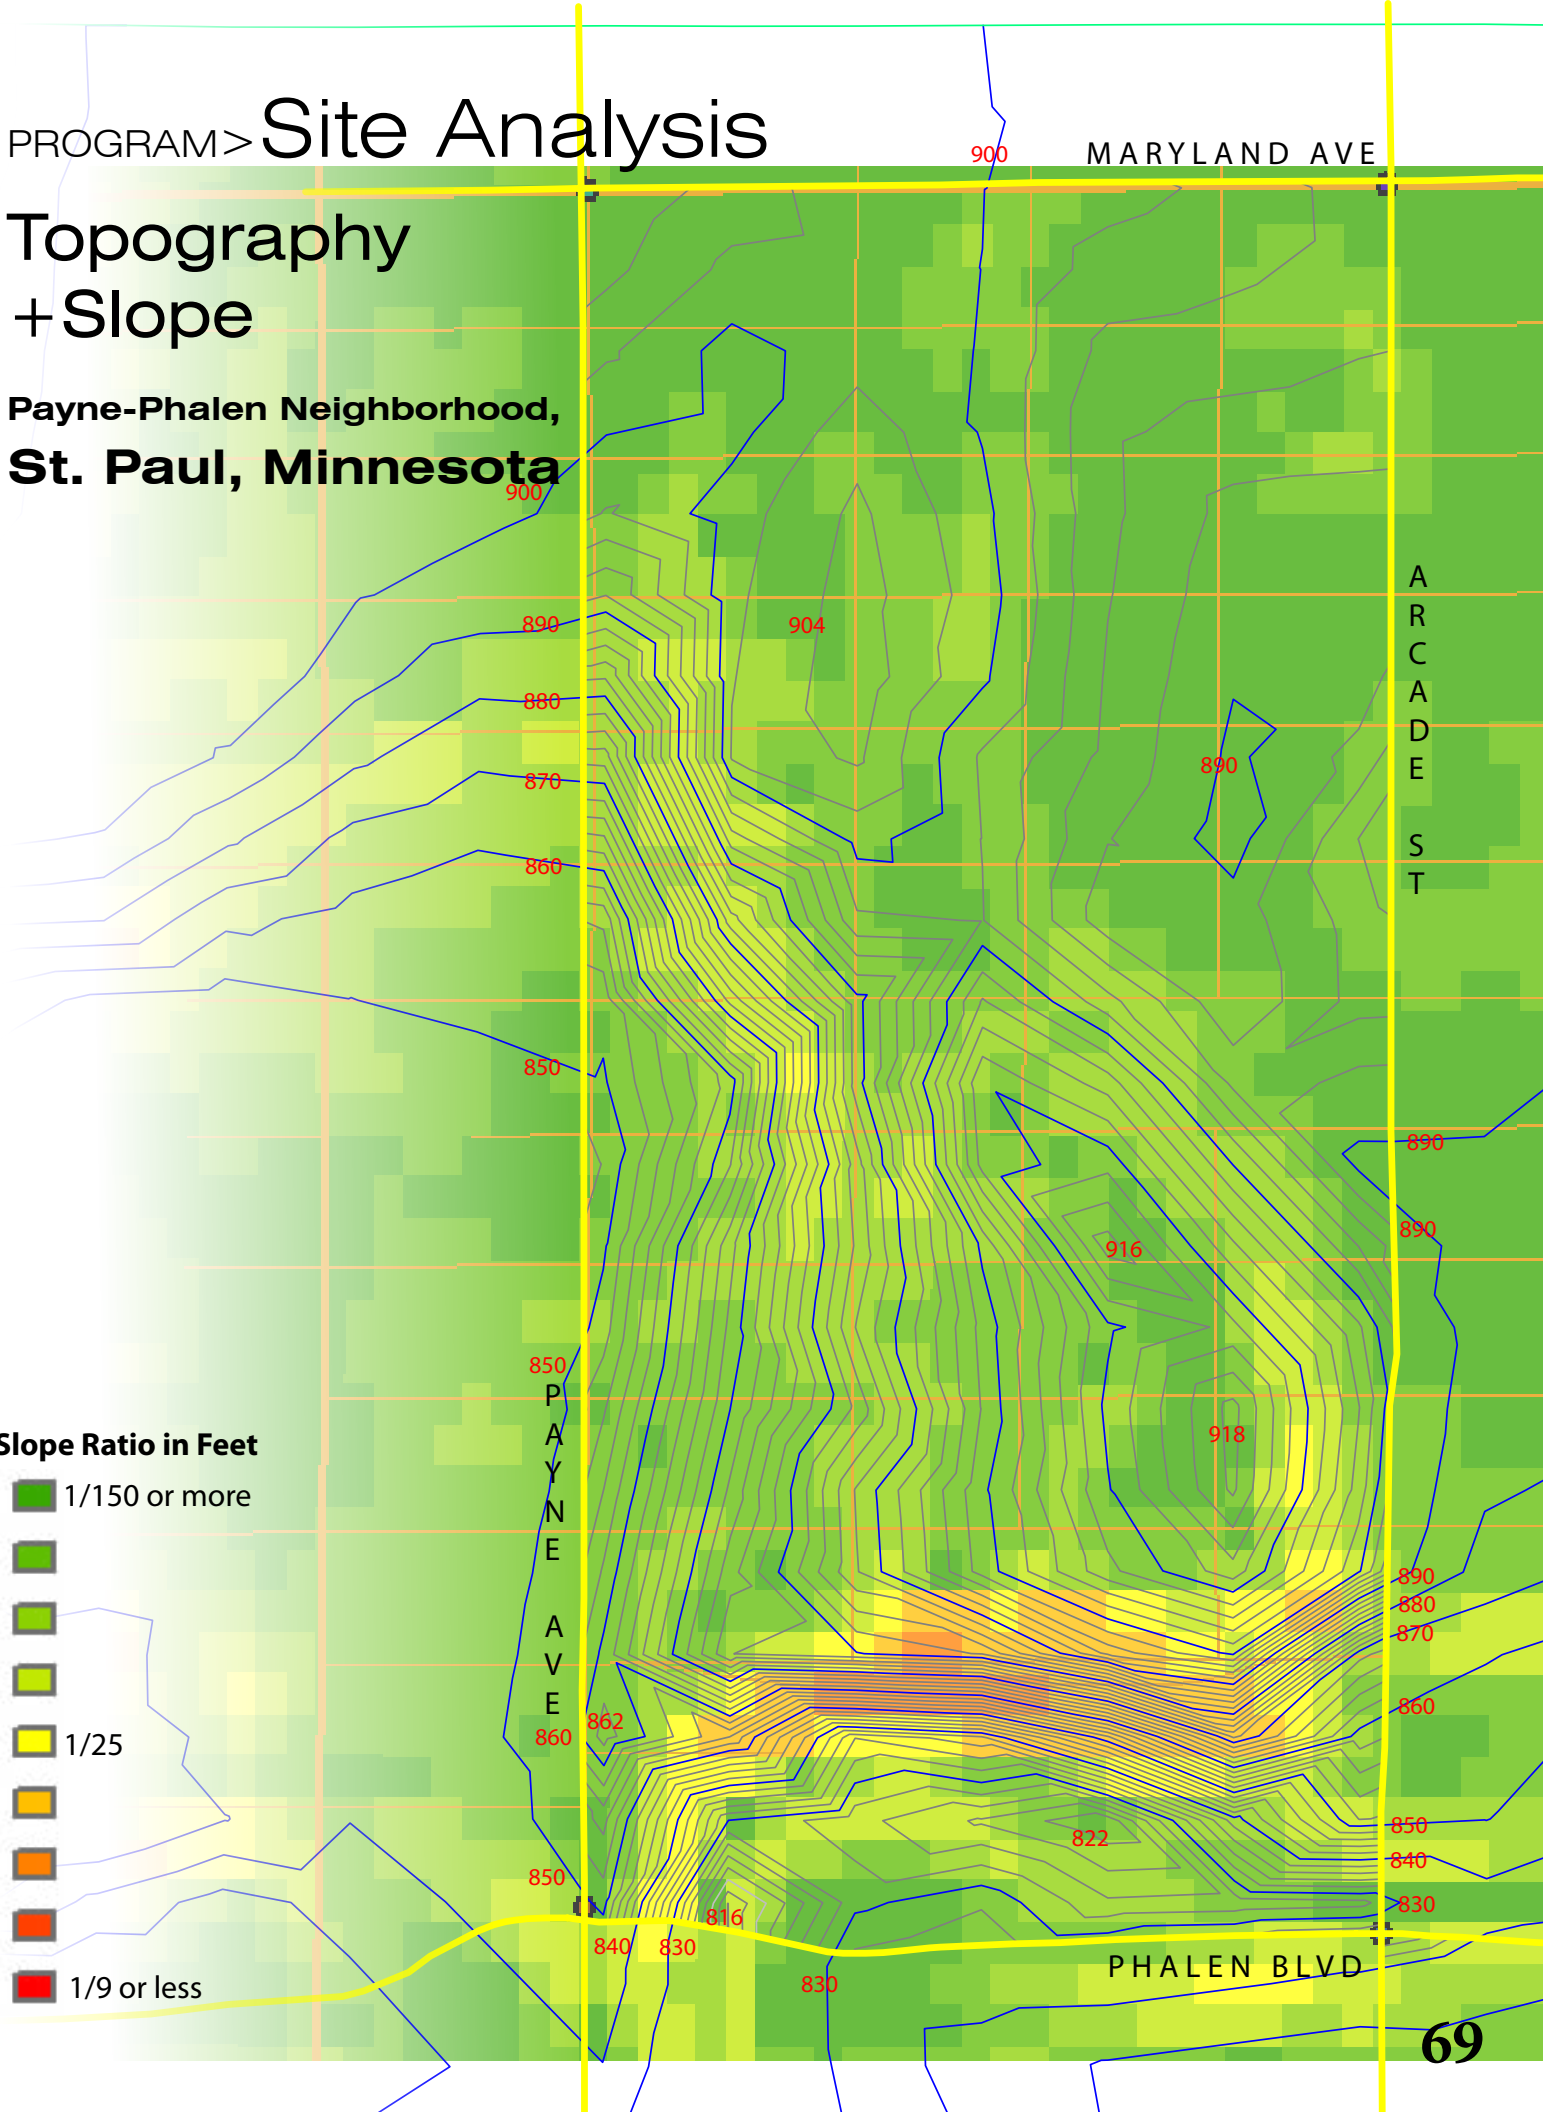 PROGRAM>Site Analysis
Topography
+Slope
Payne-Phalen Neighborhood,
St. Paul, Minnesota
MARYLAND AVE
900
900
890
904
880
870
890
860
850
ARCADE ST
890
890
916
850
918
PAYNE AVE
Slope Ratio in Feet
1/150 or more
1/25
1/9 or less
890
880
870
860
862
860
850
822
840
850
830
816
840
830
830
PHALEN BLVD
69